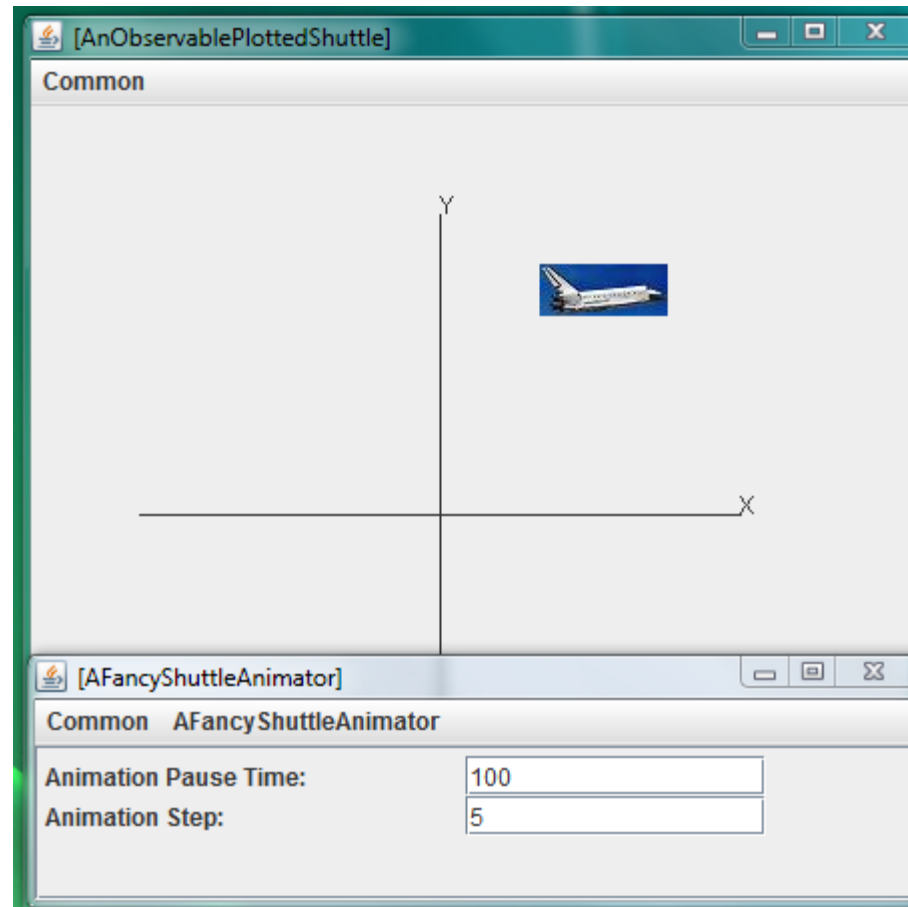 [AnObservablePlottedShuttle]
Common
Y
X
[AFancyShuttleAnimator]
Common AFancyShuttleAnimator
Animation Pause Time: 100
Animation Step: 5